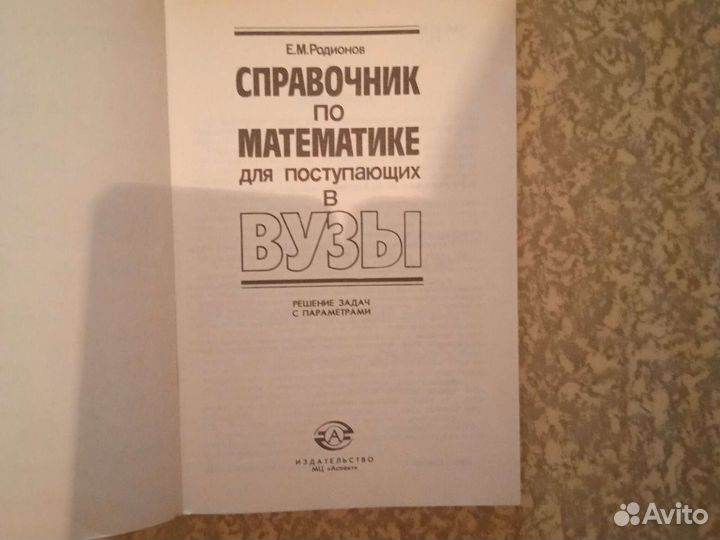 Е.М.Родионов
СПРАВОЧНИК
ПО
МАТЕМАТИКЕ
для поступающих
в
ВУЗЫ
РЕШЕНИЕ ЗАДАЧ
С ПАРАМЕТРАМИ
А
ИЗДАТЕЛЬСТВО
МЦ «Аспект»
Avito